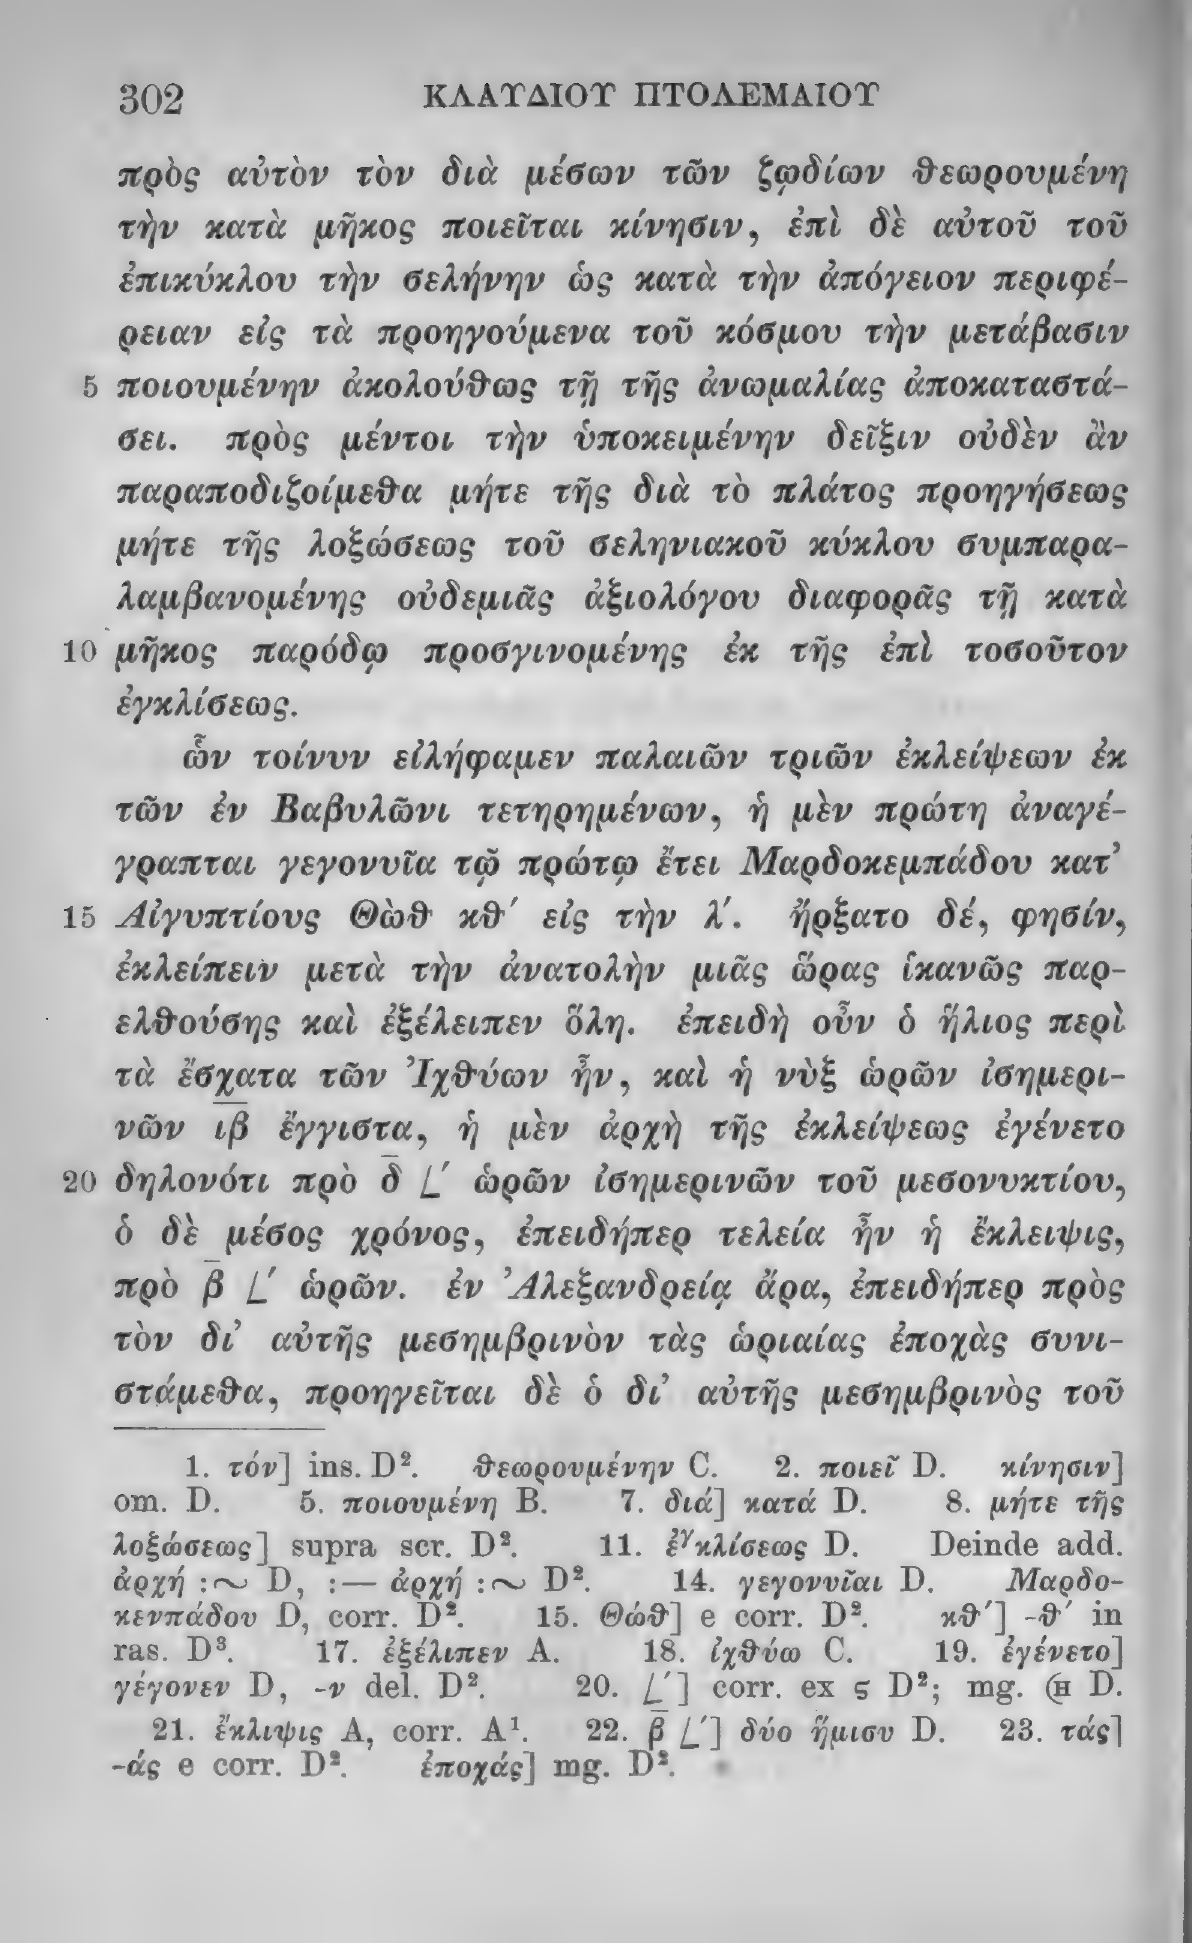 302 ΚΛΑΥΔΙΟΥ ΠΤΟΛΕΜΑΙΟΥ
πρὸς αὐτὸν τὸν διὰ μέσων τῶν ζῳδίων θεωρουμένη
τὴν κατὰ μῆκος ποιεῖται κίνησιν, ἐπὶ δὲ αὐτοῦ τοῦ
ἐπικύκλου τὴν σελήνην ὡς κατὰ τὴν ἀπόγειον περιφέ-
ρειαν εἰς τὰ προηγούμενα τοῦ κόσμου τὴν μετάβασιν
5 ποιουμένην ἀκολούθως τῇ τῆς ἀνωμαλίας ἀποκαταστά-
σει. πρὸς μέντοι τὴν ὑποκειμένην δεῖξιν οὐδὲν ἂν
παραποδιζοίμεθα μήτε τῆς διὰ τὸ πλάτος προηγήσεως
μήτε τῆς λοξώσεως τοῦ σεληνιακοῦ κύκλου συμπαρα-
λαμβανομένης οὐδεμιᾶς ἀξιολόγου διαφορᾶς τῇ κατὰ
10 μῆκος παρόδῳ προσγινομένης ἐκ τῆς ἐπὶ τοσοῦτον
ἐγκλίσεως.
ὧν τοίνυν εἰλήφαμεν παλαιῶν τριῶν ἐκλείψεων ἐκ
τῶν ἐν Βαβυλῶνι τετηρημένων, ἡ μὲν πρώτη ἀναγέ-
γραπται γεγονυῖα τῷ πρώτῳ ἔτει Μαρδοκεμπάδου κατ’
15 Αἰγυπτίους Θὼθ κθ′ εἰς τὴν λ′. ἤρξατο δέ, φησίν,
ἐκλείπειν μετὰ τὴν ἀνατολὴν μιᾶς ὥρας ἱκανῶς παρ-
ελθούσης καὶ ἐξέλειπεν ὅλη. ἐπειδὴ οὖν ὁ ἥλιος περὶ
τὰ ἔσχατα τῶν Ἰχθύων ἦν, καὶ ἡ νὺξ ὡρῶν ἰσημερι-
νῶν ι̅β̅ ἔγγιστα, ἡ μὲν ἀρχὴ τῆς ἐκλείψεως ἐγένετο
20 δηλονότι πρὸ δ̅ 𐅵′ ὡρῶν ἰσημερινῶν τοῦ μεσονυκτίου,
ὁ δὲ μέσος χρόνος, ἐπειδήπερ τελεία ἦν ἡ ἔκλειψις,
πρὸ β̅ 𐅵′ ὡρῶν. ἐν Ἀλεξανδρείᾳ ἄρα, ἐπειδήπερ πρὸς
τὸν δι’ αὐτῆς μεσημβρινὸν τὰς ὡριαίας ἐποχὰς συνι-
στάμεθα, προηγεῖται δὲ ὁ δι’ αὐτῆς μεσημβρινὸς τοῦ
1. τόν] ins. D². θεωρουμένην C. 2. ποιεῖ D. κίνησιν]
om. D. 5. ποιουμένη B. 7. διά] κατά D. 8. μήτε τῆς
λοξώσεως] supra scr. D². 11. ἐγκλίσεως D. Deinde add.
ἀρχή :~ D, :— ἀρχή :~ D². 14. γεγονυῖαι D. Μαρδο-
κενπάδου D, corr. D². 15. Θώθ] e corr. D². κθ′] -θ′ in
ras. D³. 17. ἐξέλιπεν A. 18. ἰχθύω C. 19. ἐγένετο]
γέγονεν D, -ν del. D². 20. 𐅵′] corr. ex ϛ D²; mg. D.
21. ἔκλιψις A, corr. A¹. 22. β̅ 𐅵′] δύο ἥμισυ D. 23. τάς]
-άς e corr. D². ἐποχάς] mg. D².